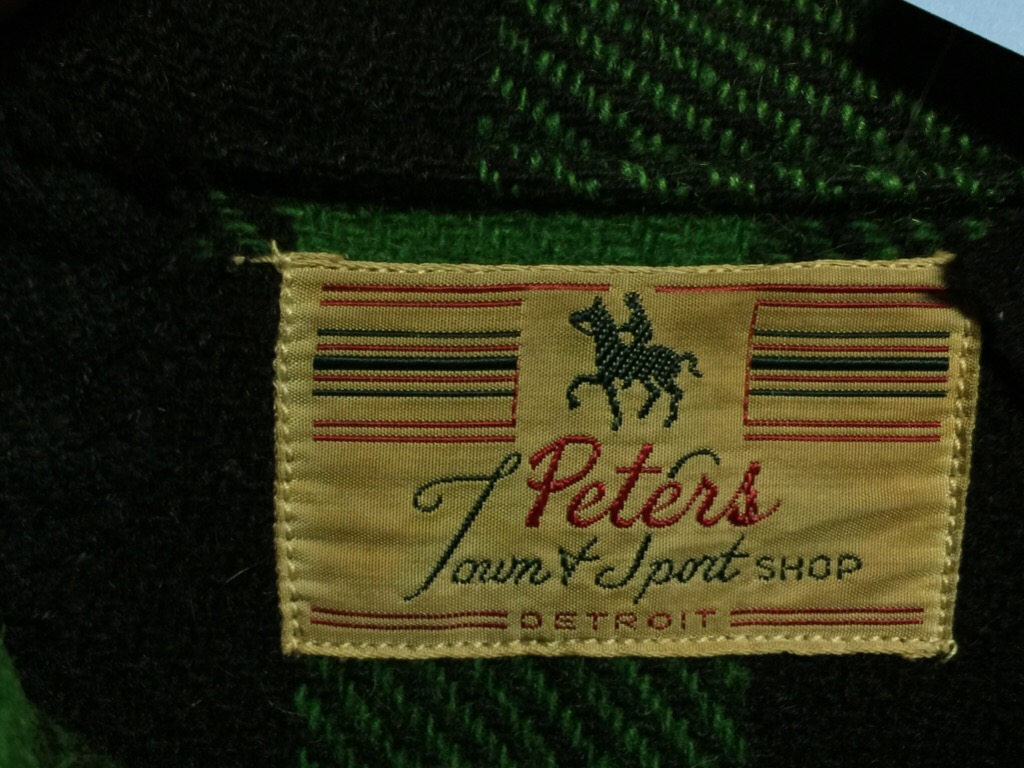 Peters
Town & Sport SHOP
DETROIT